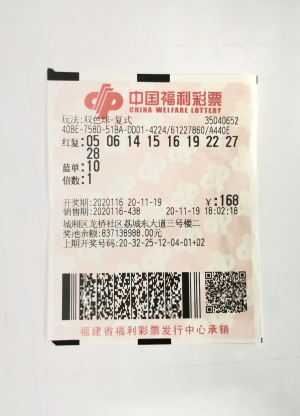 中国福利彩票
CHINA WELFARE LOTTERY
玩法:双色球-复式 35040652
40BE-758D-51BA-DD01-4224/61227860/A440E
红复:05 06 14 15 16 19 22 27
28
蓝单:10
倍数:1
开奖期:2020116 20-11-19 ¥:168
销售期:2020116-438 20-11-19 18:02:18
城厢区龙桥社区荔城东大道三号楼二
奖池余额:837138988.00元
上期开奖号码:20-32-25-12-04-01+02
福建省福利彩票发行中心承销